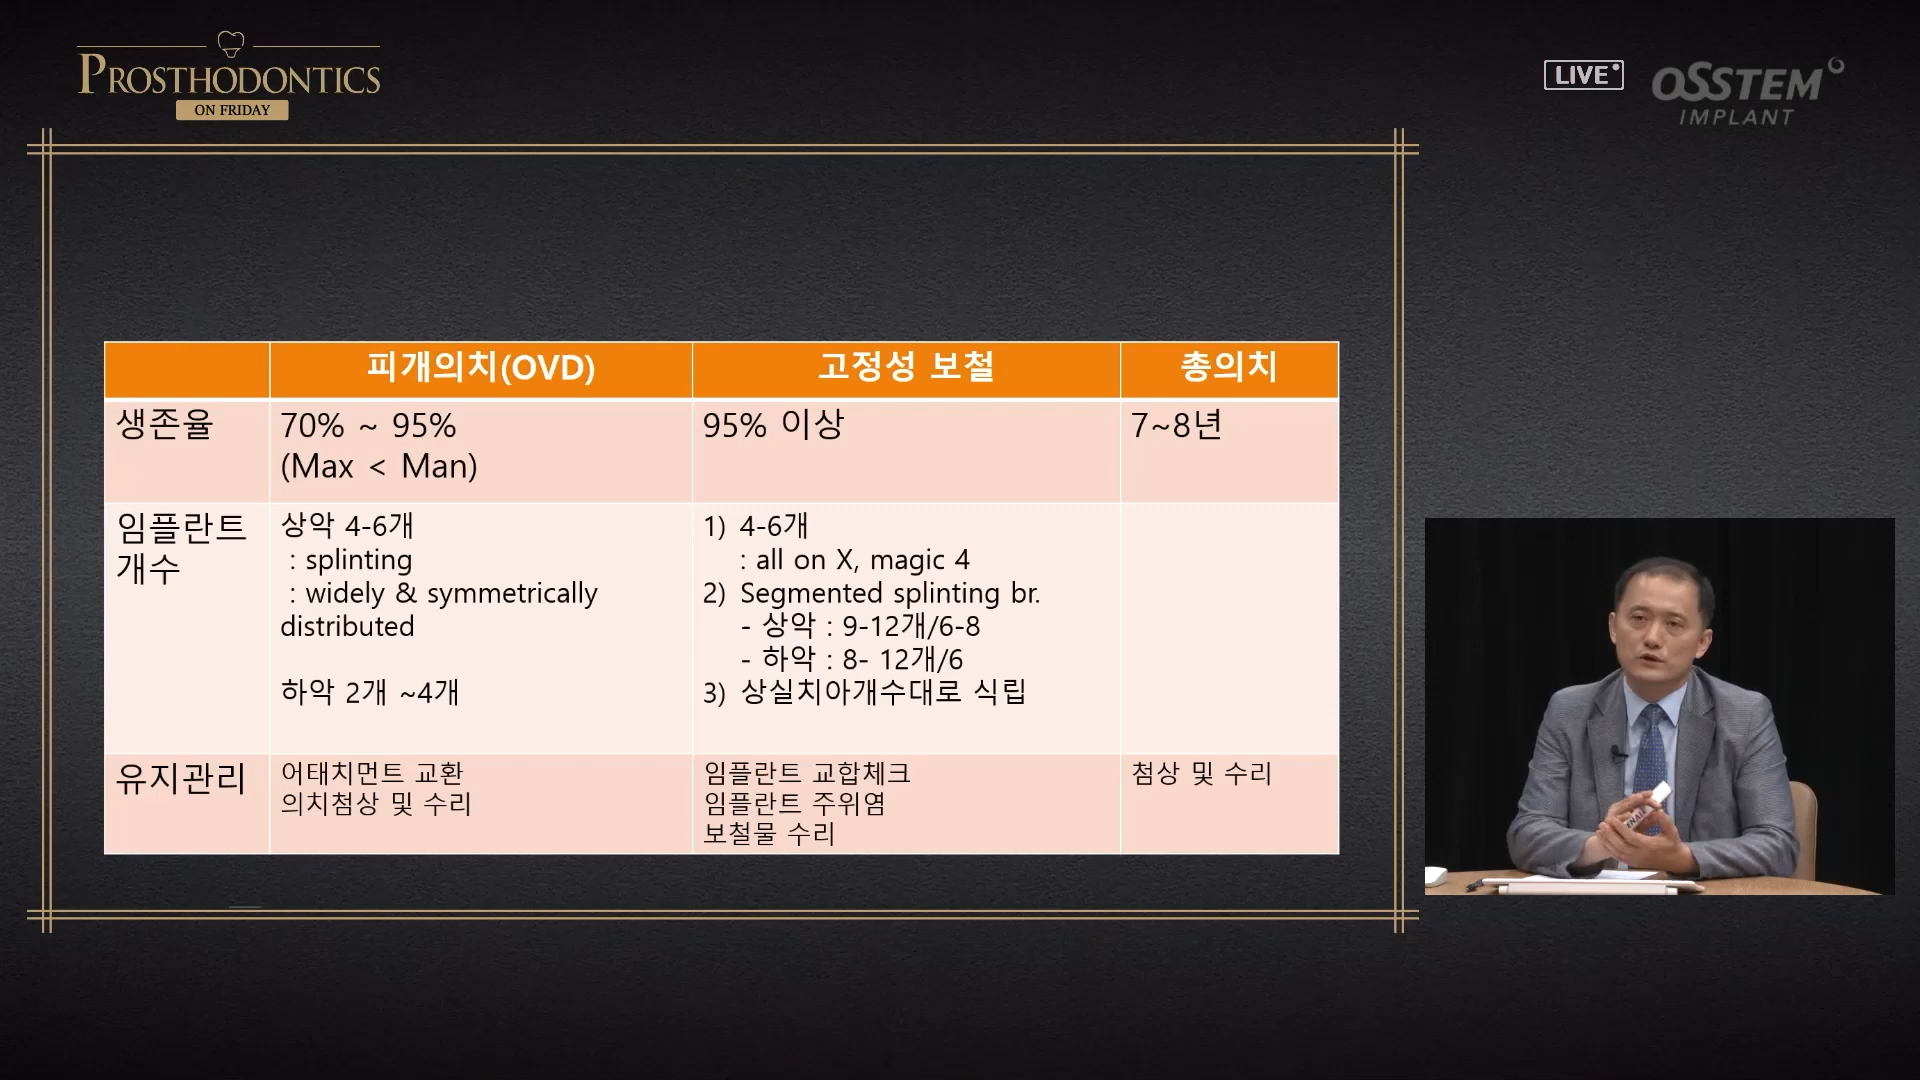 PROSTHODONTICS
ON FRIDAY
LIVE
OSSTEM
IMPLANT
피개의치(OVD)
고정성 보철
총의치
생존율
70% ~ 95%
(Max < Man)
95% 이상
7~8년
임플란트
개수
상악 4-6개
: splinting
: widely & symmetrically
distributed
하악 2개 ~4개
1) 4-6개
: all on X, magic 4
2) Segmented splinting br.
- 상악 : 9-12개/6-8
- 하악 : 8- 12개/6
3) 상실치아개수대로 식립
유지관리
어태치먼트 교환
의치첨상 및 수리
임플란트 교합체크
임플란트 주위염
보철물 수리
첨상 및 수리